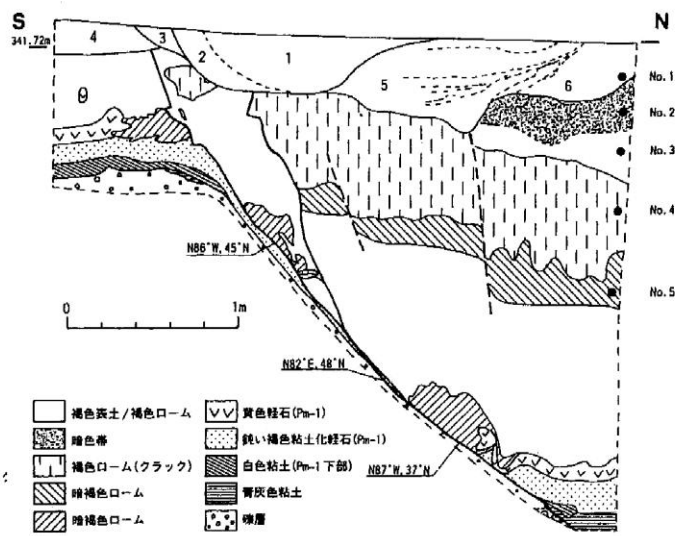 S
N
341.72m
4
3
2
1
5
6
9
No. 1
No. 2
No. 3
No. 4
No. 5
N86°W, 45°N
0
1m
N82°E, 48°N
N87°W, 37°N
褐色表土/褐色ローム
暗色帯
褐色ローム(クラック)
暗褐色ローム
暗褐色ローム
黄色軽石(Pm-1)
鈍い褐色粘土化軽石(Pm-1)
白色粘土(Pm-1下部)
青灰色粘土
礫層